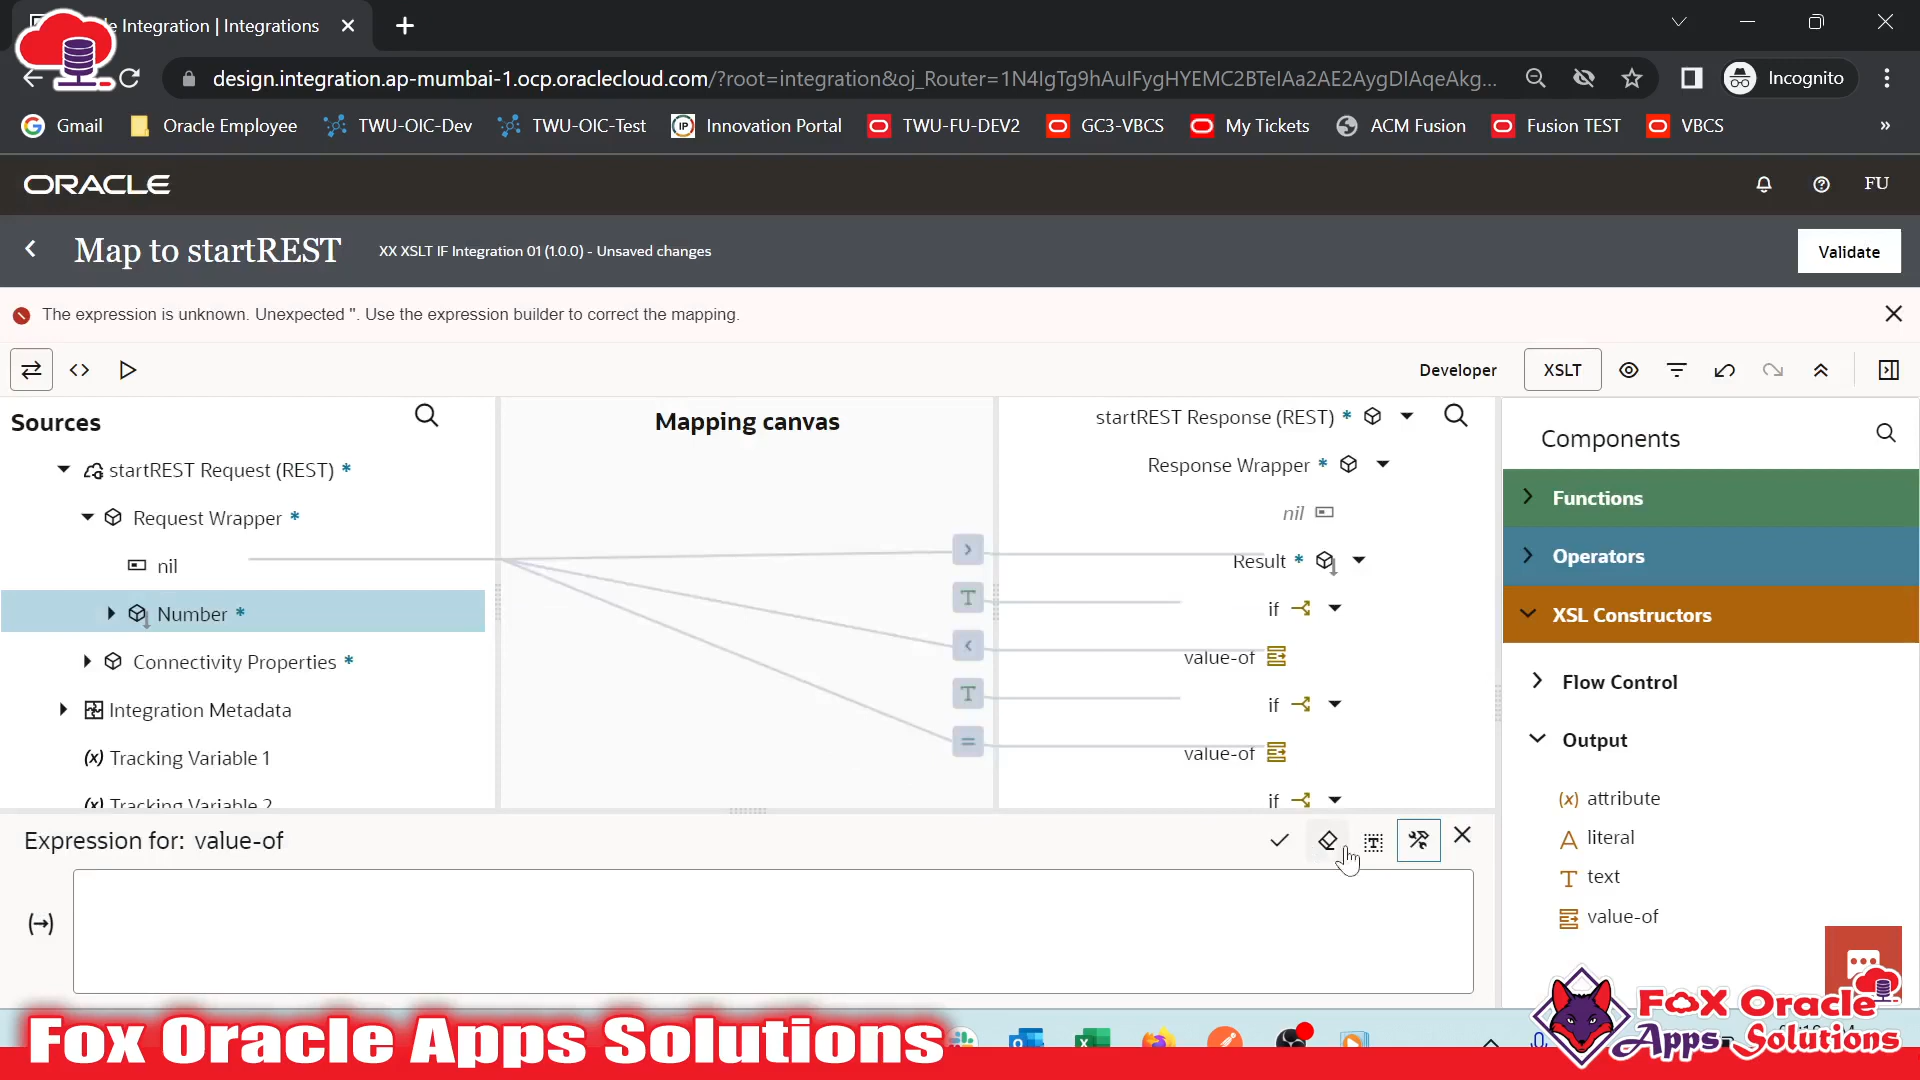 le Integration | Integrations
design.integration.ap-mumbai-1.ocp.oraclecloud.com/?root=integration&oj_Router=1N4IgTg9hAuIFygHYEMC2BTeIAa2AE2AygDIAqeAkg...
Incognito
Gmail
Oracle Employee
TWU-OIC-Dev
TWU-OIC-Test
Innovation Portal
TWU-FU-DEV2
GC3-VBCS
My Tickets
ACM Fusion
Fusion TEST
VBCS
»
ORACLE
FU
Map to startREST
XX XSLT IF Integration 01 (1.0.0) - Unsaved changes
Validate
The expression is unknown. Unexpected ''. Use the expression builder to correct the mapping.
Developer
XSLT
Sources
Mapping canvas
startREST Response (REST) *
Components
startREST Request (REST) *
Response Wrapper *
Functions
Request Wrapper *
nil
nil
Result *
Operators
Number *
if
XSL Constructors
Connectivity Properties *
value-of
Flow Control
Integration Metadata
if
Output
Tracking Variable 1
value-of
attribute
Tracking Variable 2
if
literal
Expression for: value-of
text
value-of
Fox Oracle Apps Solutions
FoX Oracle
Apps Solutions